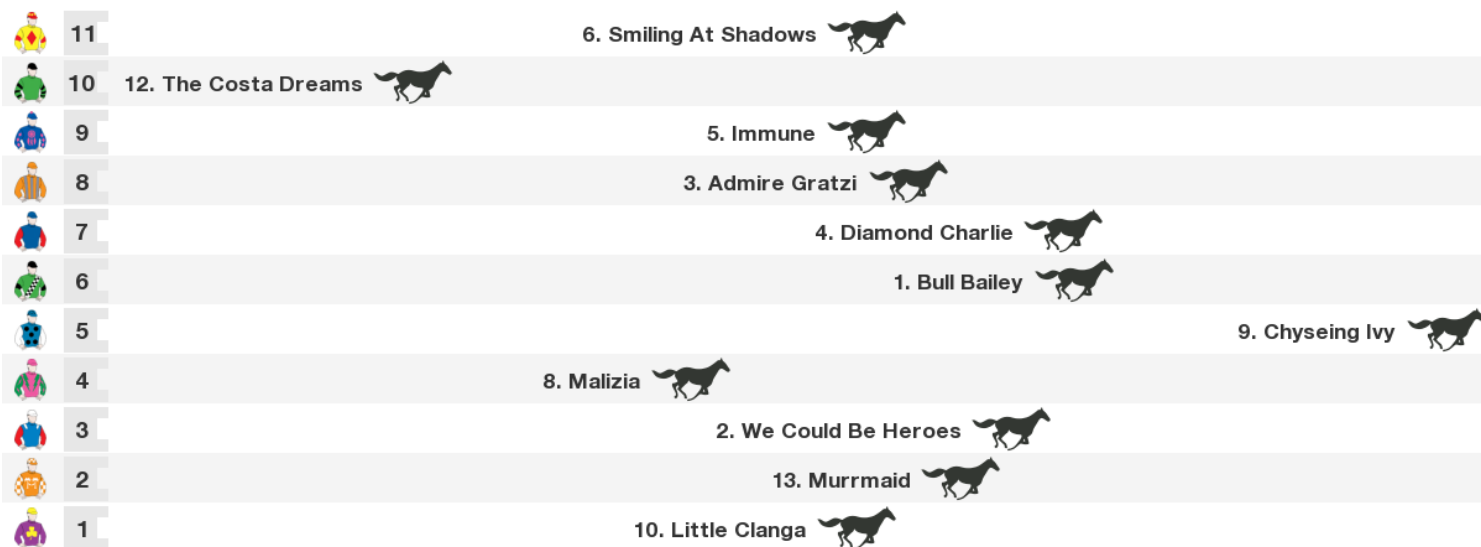 11 6. Smiling At Shadows
10 12. The Costa Dreams
9 5. Immune
8 3. Admire Gratzi
7 4. Diamond Charlie
6 1. Bull Bailey
5 9. Chyseing Ivy
4 8. Malizia
3 2. We Could Be Heroes
2 13. Murrmaid
1 10. Little Clanga